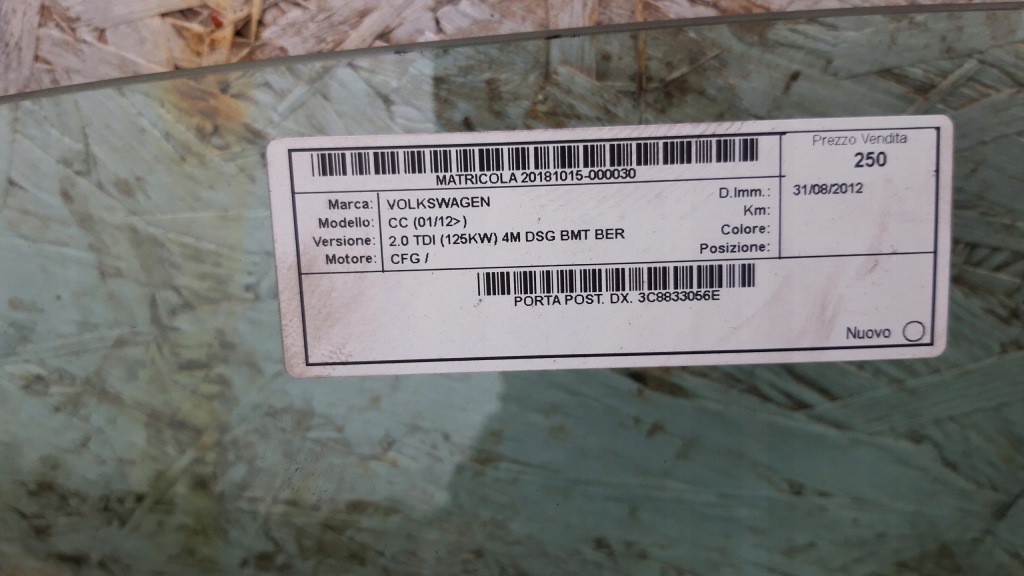 MATRICOLA 20181015-000030
Prezzo Vendita
250
Marca: VOLKSWAGEN
Modello: CC (01/12>)
Versione: 2.0 TDI (125KW) 4M DSG BMT BER
Motore: CFG /
D.Imm.: 31/08/2012
Km:
Colore:
Posizione:
PORTA POST. DX. 3C8833056E
Nuovo